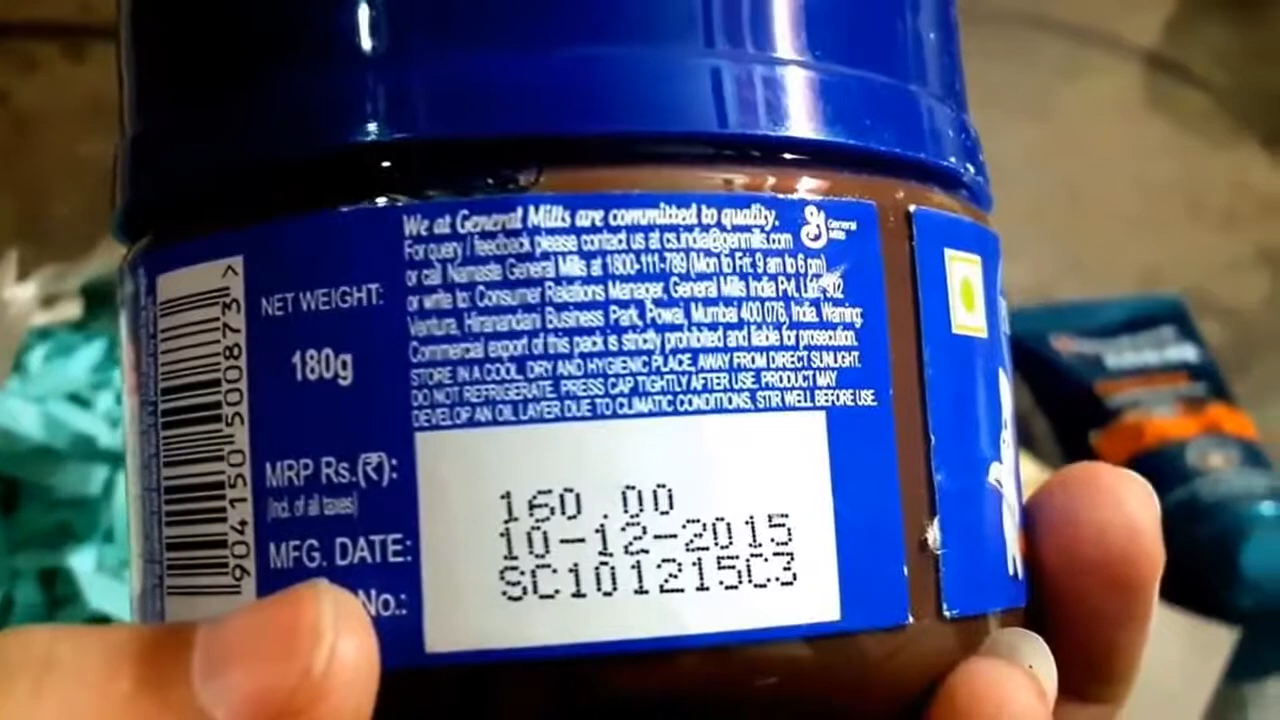 We at General Mills are committed to quality.
General
Mills
For query / feedback please contact us at cs.india@genmills.com
or call Namaste General Mills at 1800-111-789 (Mon to Fri: 9 am to 6 pm)
or write to: Consumer Relations Manager, General Mills India Pvt. Ltd., 902
Ventura, Hiranandani Business Park, Powai, Mumbai 400 076, India. Warning:
Commercial export of this pack is strictly prohibited and liable for prosecution.
STORE IN A COOL, DRY AND HYGIENIC PLACE, AWAY FROM DIRECT SUNLIGHT.
DO NOT REFRIGERATE. PRESS CAP TIGHTLY AFTER USE. PRODUCT MAY
DEVELOP AN OIL LAYER DUE TO CLIMATIC CONDITIONS, STIR WELL BEFORE USE.
NET WEIGHT:
180g
8 904150 500873 >
MRP Rs.(₹): 160.00
(Incl. of all taxes)
MFG. DATE: 10-12-2015
No.: SC101215C3